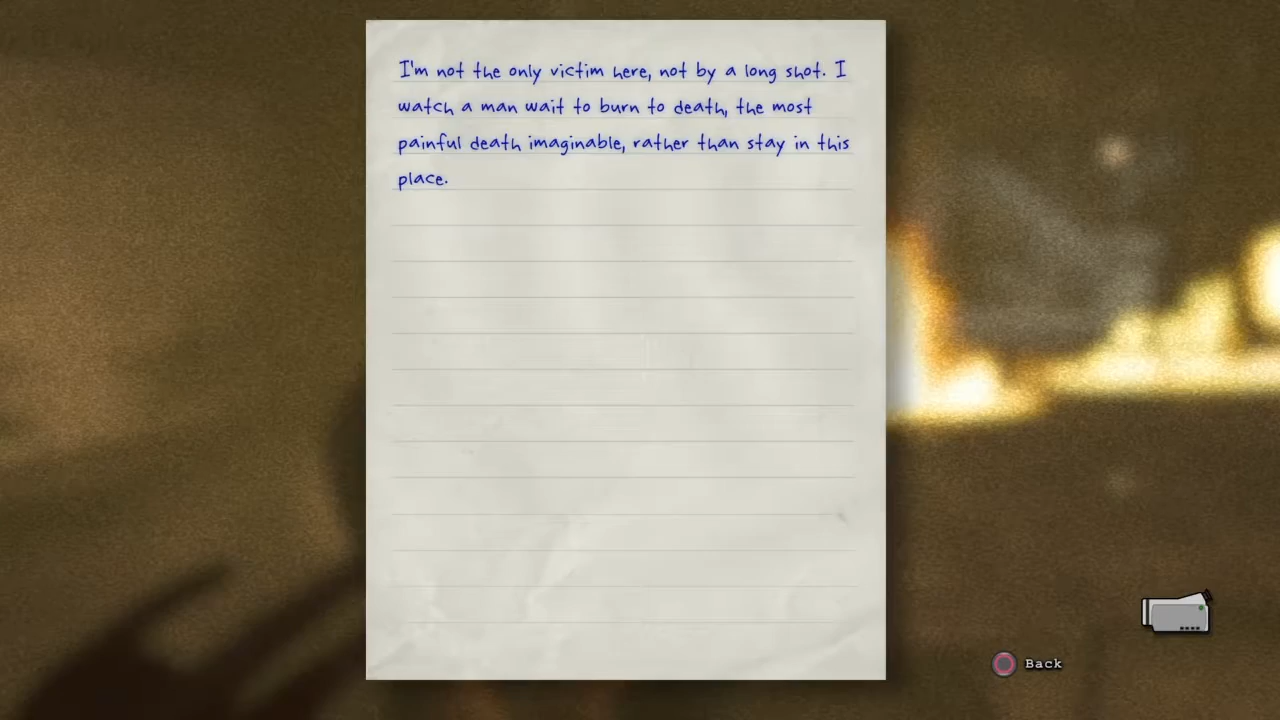 I'm not the only victim here, not by a long shot. I
watch a man wait to burn to death, the most
painful death imaginable, rather than stay in this
place.
Back